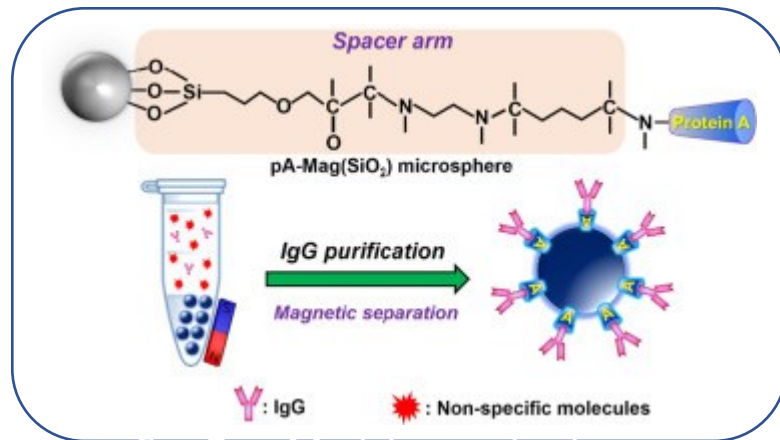 Spacer arm
O
O
O
Si
O
C
C
O
N
N
C
C
N
Protein A
pA-Mag(SiO₂) microsphere
IgG purification
Magnetic separation
A
A
A
A
A
A
A
: IgG
: Non-specific molecules